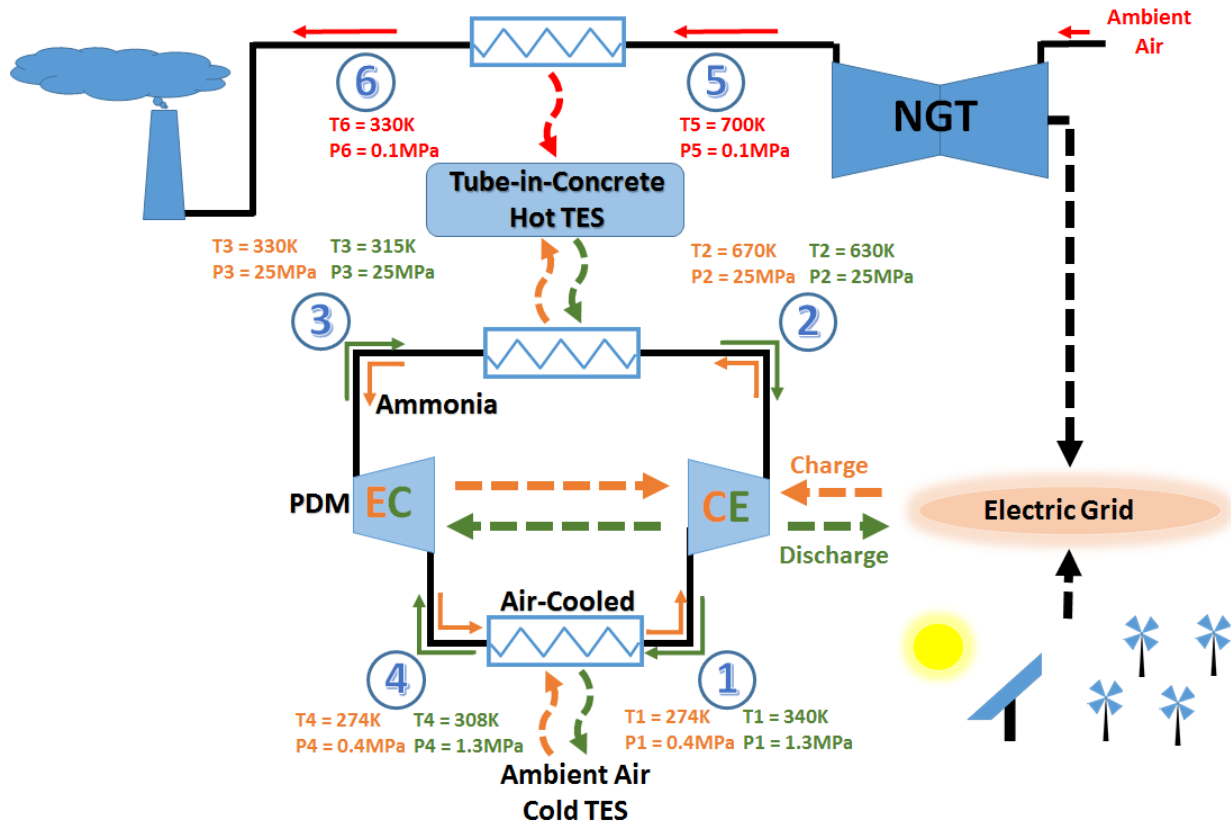 Ambient
Air
6
5
NGT
T6 = 330K
P6 = 0.1MPa
T5 = 700K
P5 = 0.1MPa
Tube-in-Concrete
Hot TES
T3 = 330K
P3 = 25MPa
T3 = 315K
P3 = 25MPa
T2 = 670K
P2 = 25MPa
T2 = 630K
P2 = 25MPa
3
2
Ammonia
PDM
EC
CE
Charge
Discharge
Electric Grid
Air-Cooled
4
1
T4 = 274K
P4 = 0.4MPa
T4 = 308K
P4 = 1.3MPa
T1 = 274K
P1 = 0.4MPa
T1 = 340K
P1 = 1.3MPa
Ambient Air
Cold TES